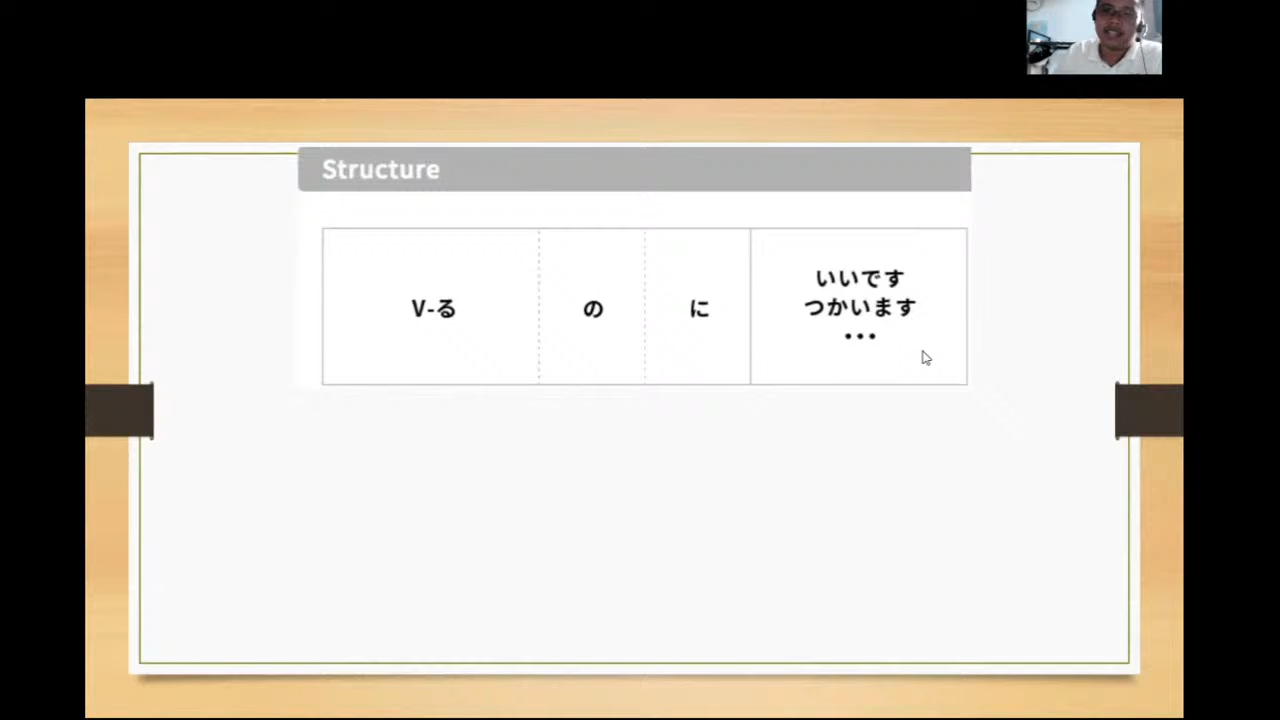 Structure
V-る の に いいです
つかいます
•••